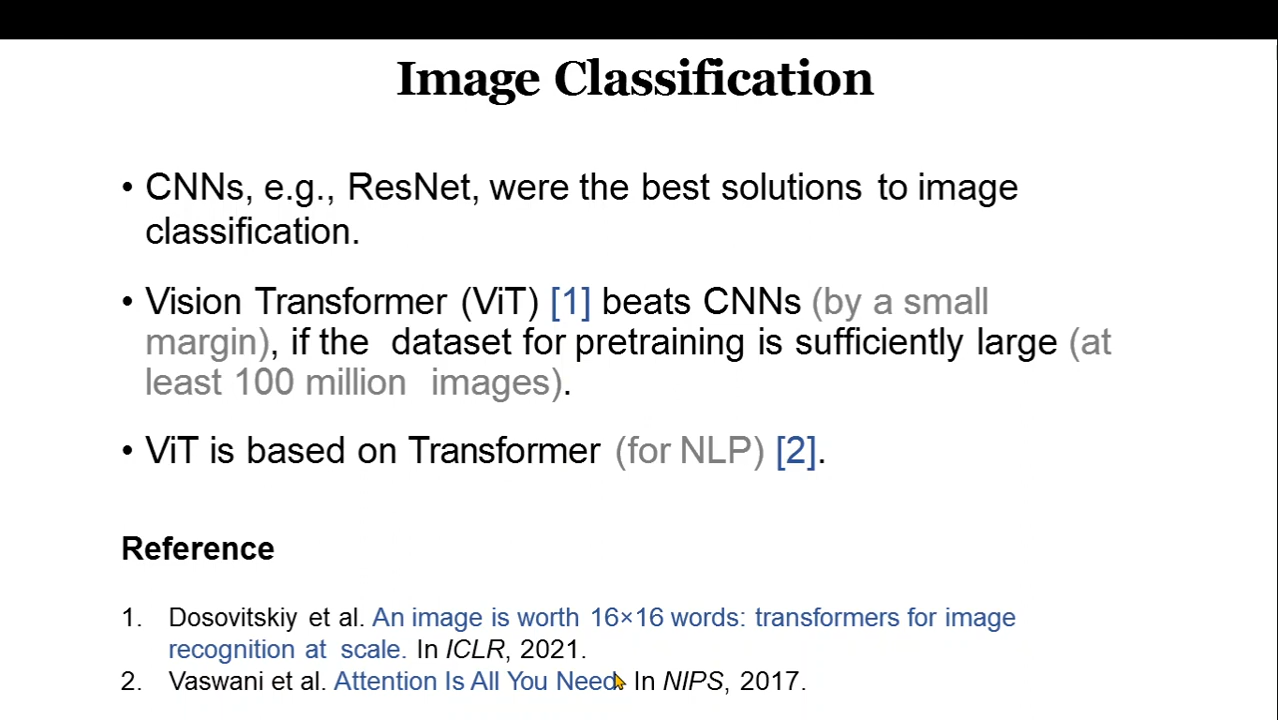 Image Classification
• CNNs, e.g., ResNet, were the best solutions to image
classification.
• Vision Transformer (ViT) [1] beats CNNs (by a small
margin), if the dataset for pretraining is sufficiently large (at
least 100 million images).
• ViT is based on Transformer (for NLP) [2].
Reference
1. Dosovitskiy et al. An image is worth 16×16 words: transformers for image
recognition at scale. In ICLR, 2021.
2. Vaswani et al. Attention Is All You Need. In NIPS, 2017.